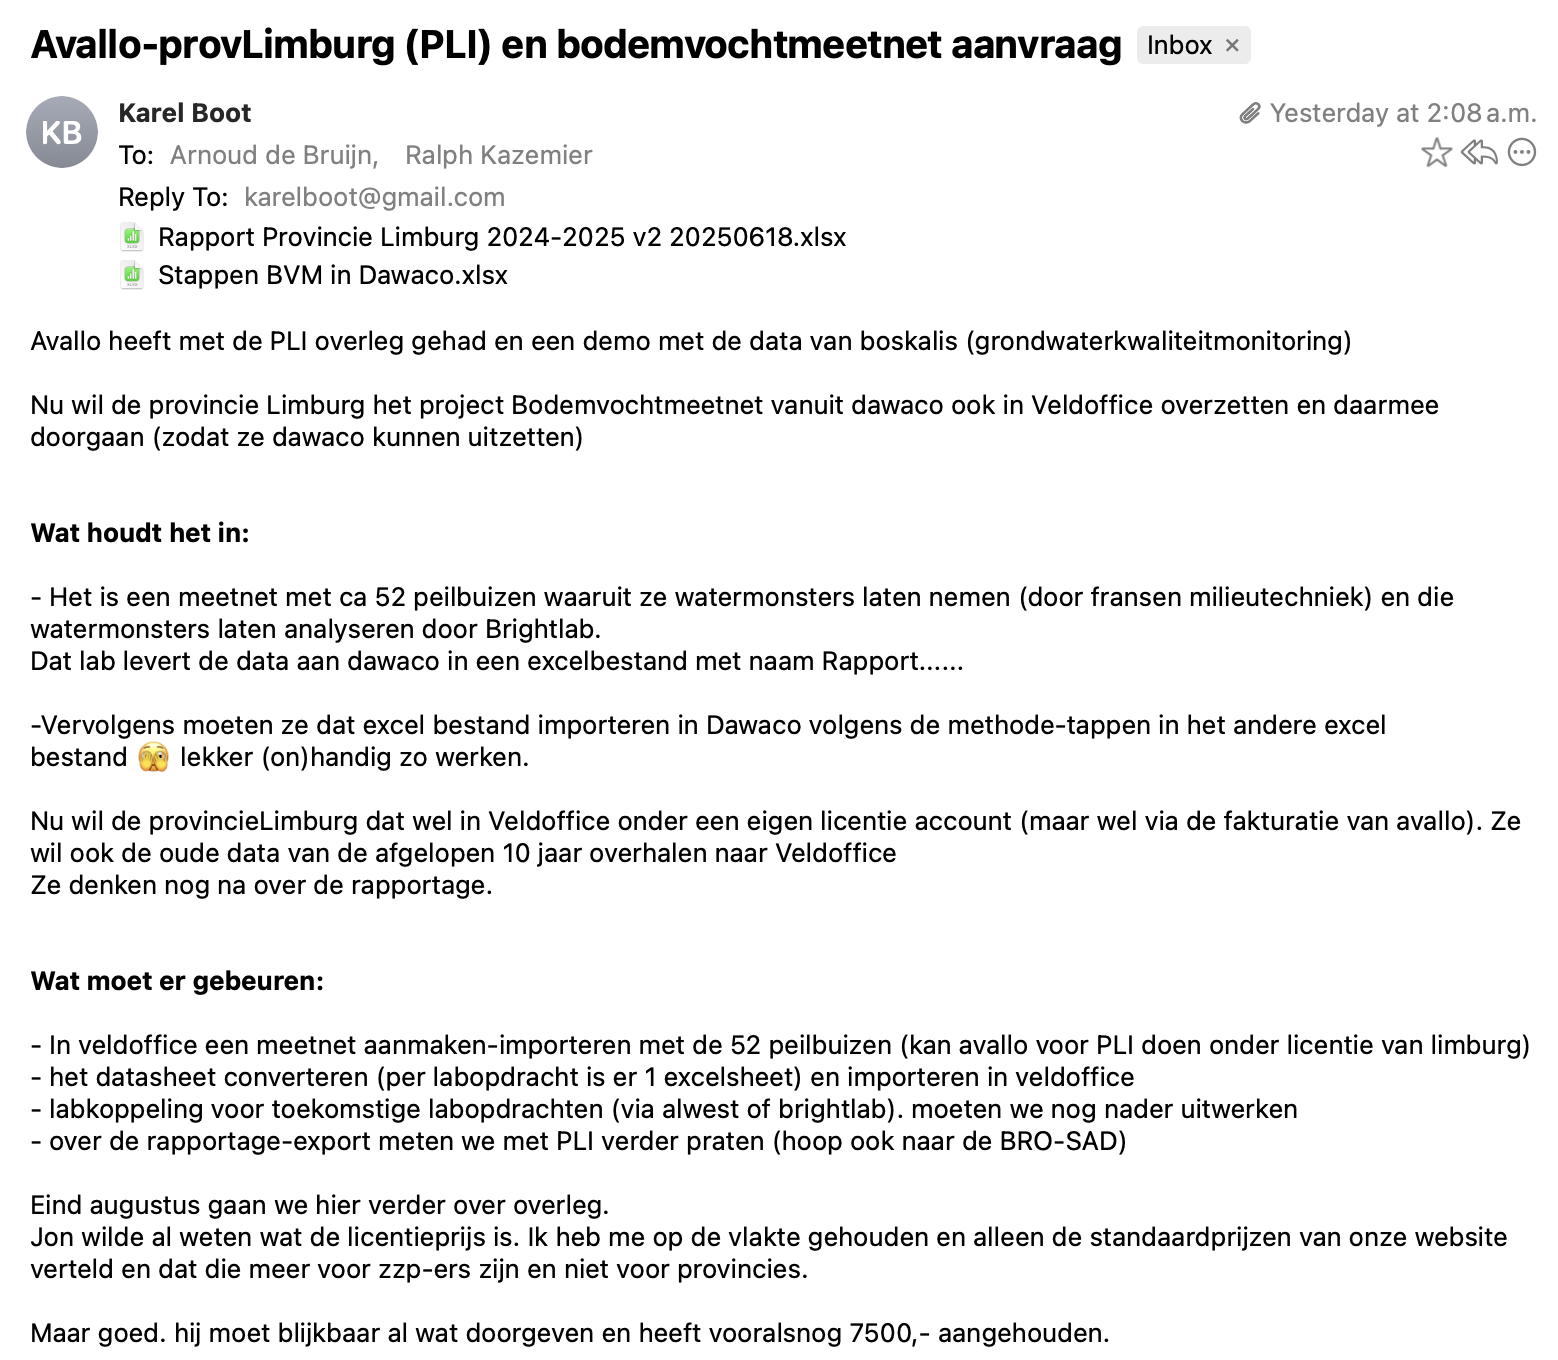 Avallo-provLimburg (PLI) en bodemvochtmeetnet aanvraag Inbox ×
KB
Karel Boot
Yesterday at 2:08 a.m.
To: Arnoud de Bruijn, Ralph Kazemier
Reply To: karelboot@gmail.com
Rapport Provincie Limburg 2024-2025 v2 20250618.xlsx
Stappen BVM in Dawaco.xlsx
Avallo heeft met de PLI overleg gehad en een demo met de data van boskalis (grondwaterkwaliteitmonitoring)
Nu wil de provincie Limburg het project Bodemvochtmeetnet vanuit dawaco ook in Veldoffice overzetten en daarmee
doorgaan (zodat ze dawaco kunnen uitzetten)
Wat houdt het in:
- Het is een meetnet met ca 52 peilbuizen waaruit ze watermonsters laten nemen (door fransen milieutechniek) en die
watermonsters laten analyseren door Brightlab.
Dat lab levert de data aan dawaco in een excelbestand met naam Rapport......
-Vervolgens moeten ze dat excel bestand importeren in Dawaco volgens de methode-tappen in het andere excel
bestand 🫣 lekker (on)handig zo werken.
Nu wil de provincieLimburg dat wel in Veldoffice onder een eigen licentie account (maar wel via de fakturatie van avallo). Ze
wil ook de oude data van de afgelopen 10 jaar overhalen naar Veldoffice
Ze denken nog na over de rapportage.
Wat moet er gebeuren:
- In veldoffice een meetnet aanmaken-importeren met de 52 peilbuizen (kan avallo voor PLI doen onder licentie van limburg)
- het datasheet converteren (per labopdracht is er 1 excelsheet) en importeren in veldoffice
- labkoppeling voor toekomstige labopdrachten (via alwest of brightlab). moeten we nog nader uitwerken
- over de rapportage-export meten we met PLI verder praten (hoop ook naar de BRO-SAD)
Eind augustus gaan we hier verder over overleg.
Jon wilde al weten wat de licentieprijs is. Ik heb me op de vlakte gehouden en alleen de standaardprijzen van onze website
verteld en dat die meer voor zzp-ers zijn en niet voor provincies.
Maar goed. hij moet blijkbaar al wat doorgeven en heeft vooralsnog 7500,- aangehouden.